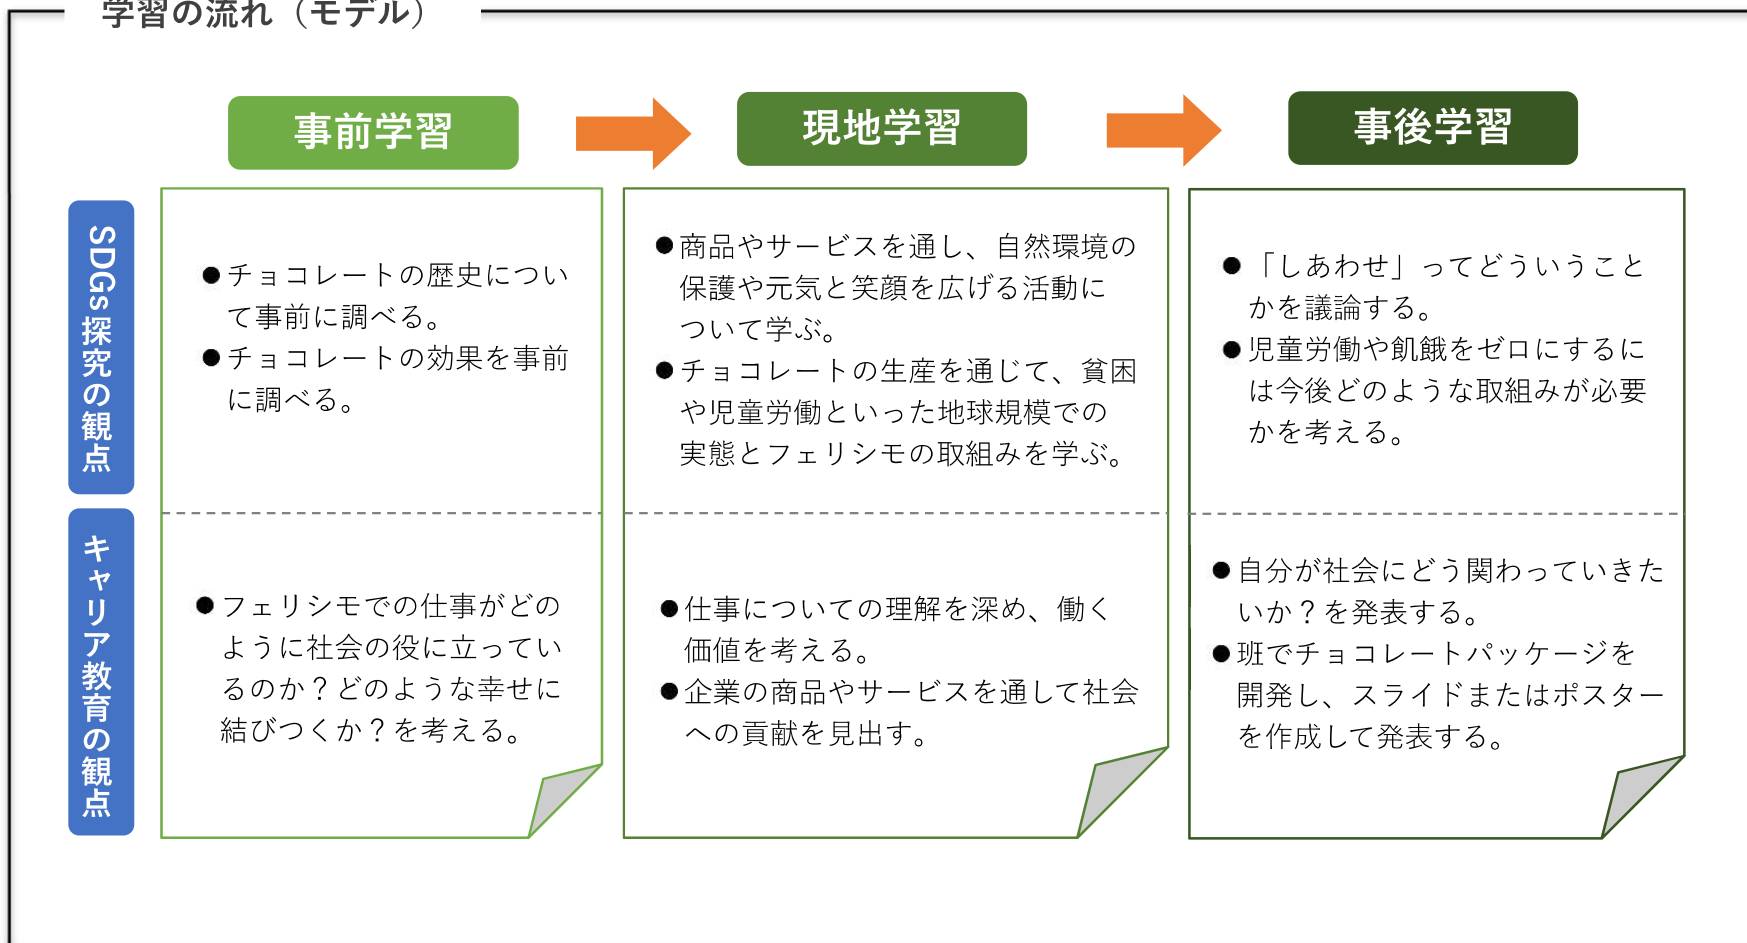 学習の流れ（モデル）
事前学習
現地学習
事後学習
SDGs探究の観点
●チョコレートの歴史につい
て事前に調べる。
●チョコレートの効果を事前
に調べる。
●商品やサービスを通し、自然環境の
保護や元気と笑顔を広げる活動に
ついて学ぶ。
●チョコレートの生産を通じて、貧困
や児童労働といった地球規模での
実態とフェリシモの取組みを学ぶ。
●「しあわせ」ってどういうこと
かを議論する。
●児童労働や飢餓をゼロにするに
は今後どのような取組みが必要
かを考える。
キャリア教育の観点
●フェリシモでの仕事がどの
ように社会の役に立ってい
るのか？どのような幸せに
結びつくか？を考える。
●仕事についての理解を深め、働く
価値を考える。
●企業の商品やサービスを通して社会
への貢献を見出す。
●自分が社会にどう関わっていきた
いか？を発表する。
●班でチョコレートパッケージを
開発し、スライドまたはポスター
を作成して発表する。